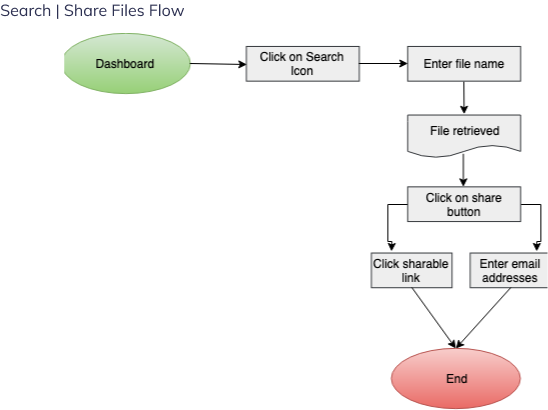 Search | Share Files Flow
Dashboard
Click on Search
Icon
Enter file name
File retrieved
Click on share
button
Click sharable
link
Enter email
addresses
End